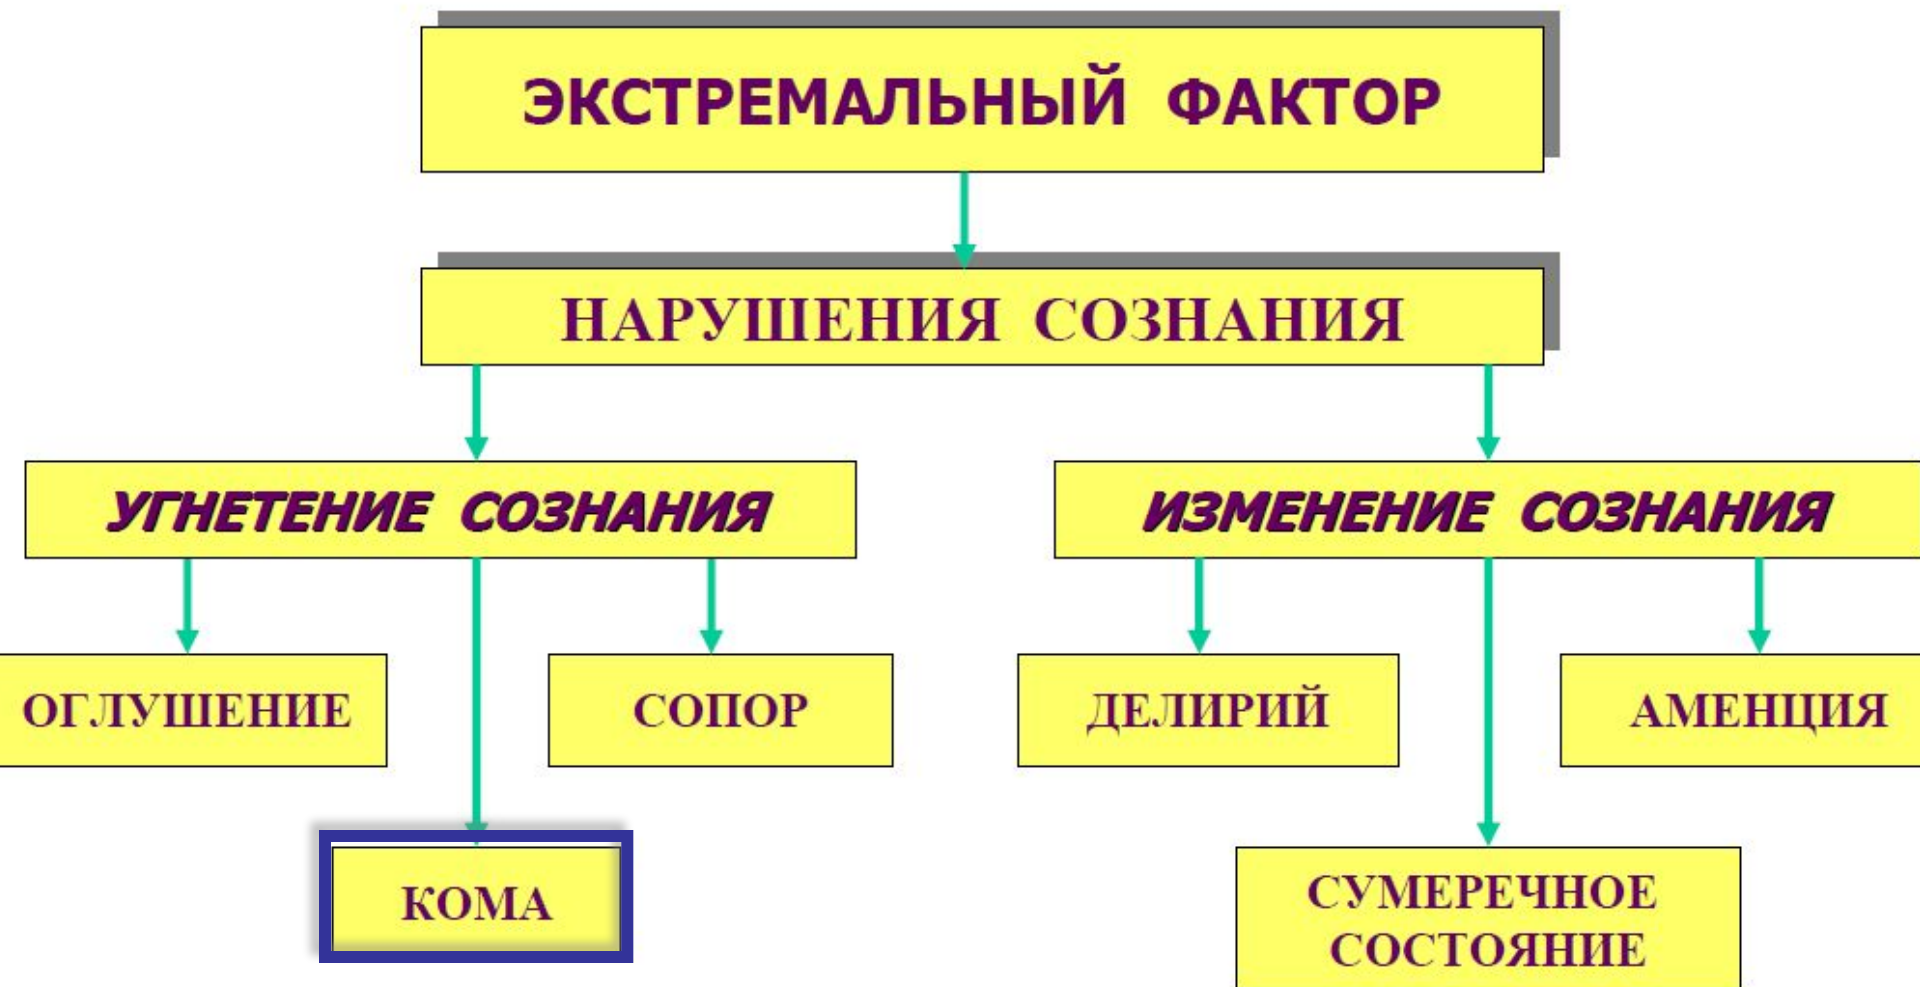 ЭКСТРЕМАЛЬНЫЙ ФАКТОР
НАРУШЕНИЯ СОЗНАНИЯ
УГНЕТЕНИЕ СОЗНАНИЯ
ИЗМЕНЕНИЕ СОЗНАНИЯ
ОГЛУШЕНИЕ
СОПОР
ДЕЛИРИЙ
АМЕНЦИЯ
КОМА
СУМЕРЕЧНОЕ
СОСТОЯНИЕ